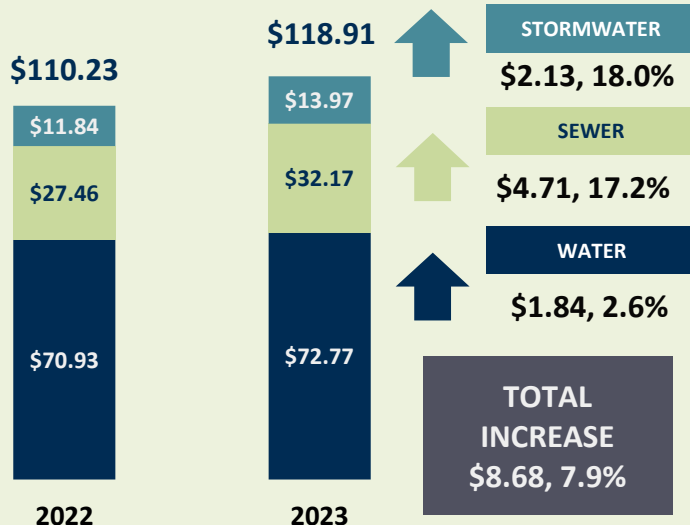 $110.23
$11.84
$27.46
$70.93
2022
$118.91
$13.97
$32.17
$72.77
2023
STORMWATER
$2.13, 18.0%
SEWER
$4.71, 17.2%
WATER
$1.84, 2.6%
TOTAL
INCREASE
$8.68, 7.9%